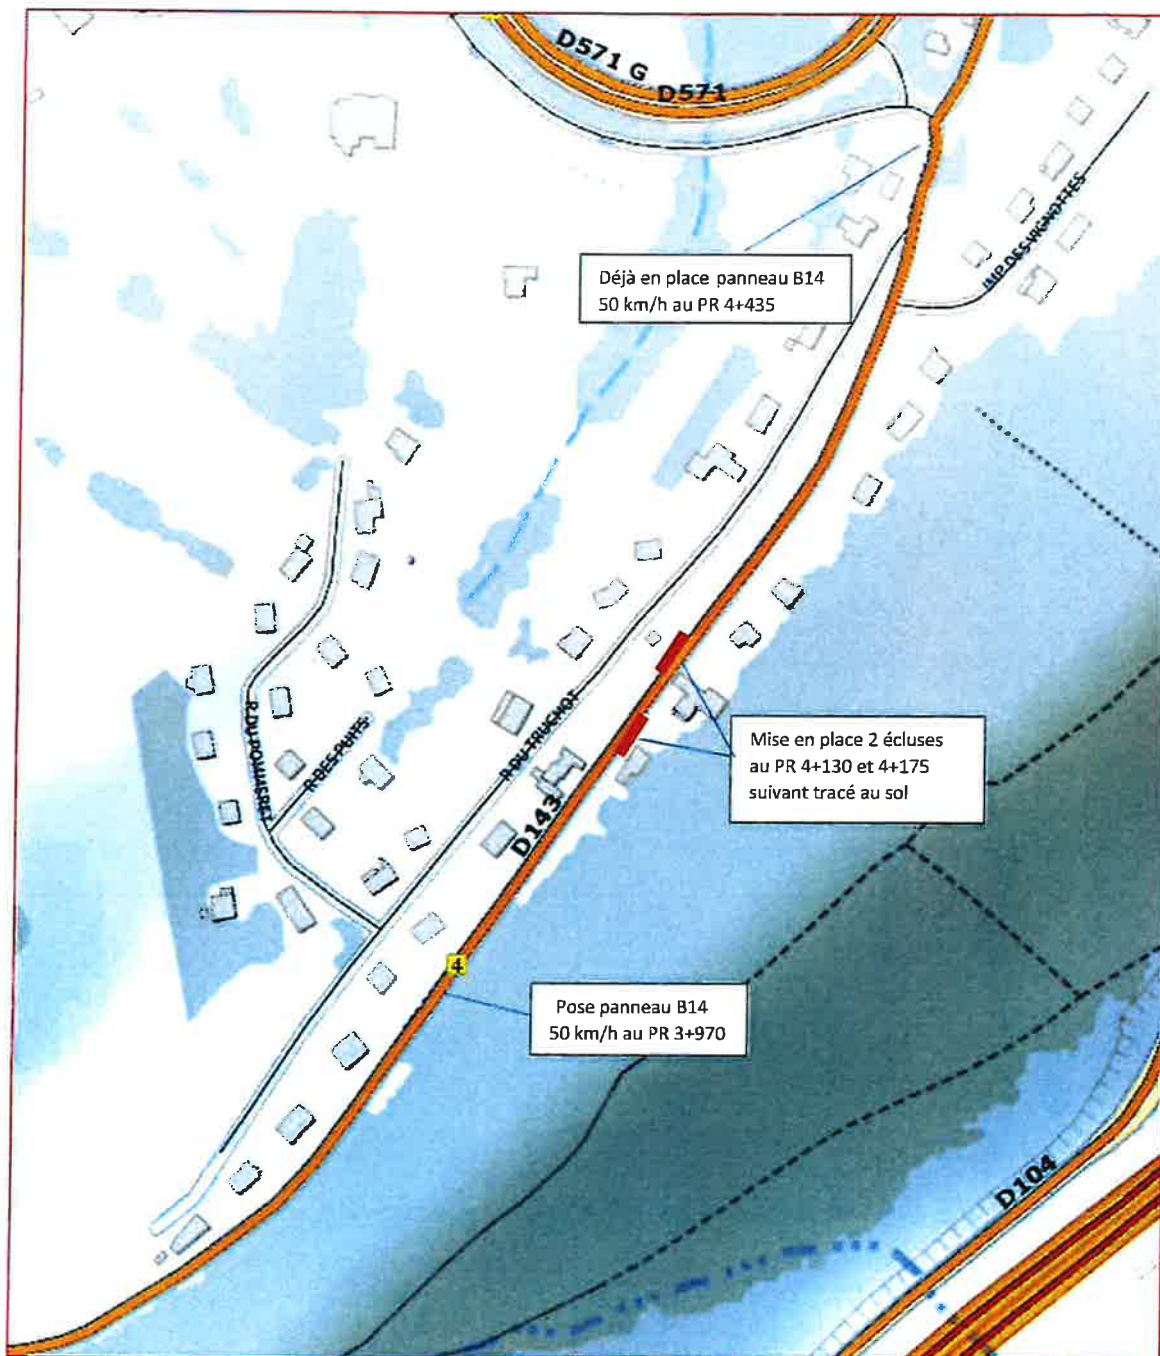 D571 G
D571
IMP DES VIGNOTTES
Déjà en place panneau B14
50 km/h au PR 4+435
R DU POMMERET
R DES PUITS
R DU TRUCHOT
D143
Mise en place 2 écluses
au PR 4+130 et 4+175
suivant tracé au sol
4
Pose panneau B14
50 km/h au PR 3+970
D104